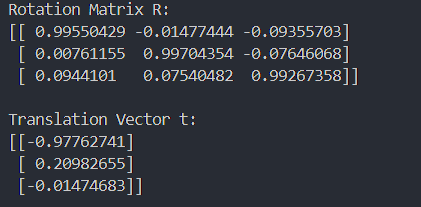 Rotation Matrix R:
[[ 0.99550429 -0.01477444 -0.09355703]
 [ 0.00761155  0.99704354 -0.07646068]
 [ 0.0944101   0.07540482  0.99267358]]

Translation Vector t:
[[-0.97762741]
 [ 0.20982655]
 [-0.01474683]]